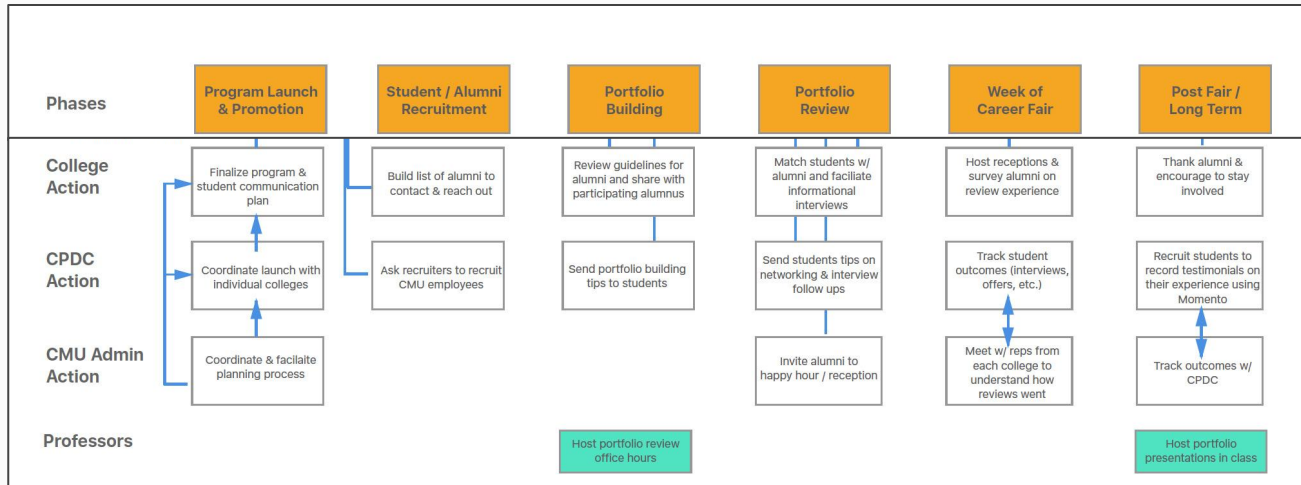 Phases
Program Launch
& Promotion
Student / Alumni
Recruitment
Portfolio
Building
Portfolio
Review
Week of
Career Fair
Post Fair /
Long Term
College
Action
Finalize program &
student communication
plan
Build list of alumni to
contact & reach out
Review guidelines for
alumni and share with
participating alumnus
Match students w/
alumni and faciliate
informational
interviews
Host receptions &
survey alumni on
review experience
Thank alumni &
encourage to stay
involved
CPDC
Action
Coordinate launch with
individual colleges
Ask recruiters to recruit
CMU employees
Send portfolio building
tips to students
Send students tips on
networking & interview
follow ups
Track student
outcomes (interviews,
offers, etc.)
Recruit students to
record testimonials on
their experience using
Momento
CMU Admin
Action
Coordinate & facilaite
planning process
Invite alumni to
happy hour / reception
Meet w/ reps from
each college to
understand how
reviews went
Track outcomes w/
CPDC
Professors
Host portfolio review
office hours
Host portfolio
presentations in class